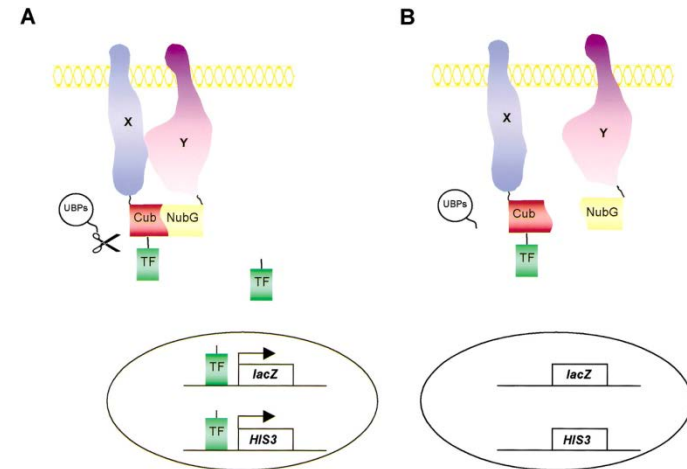 A
X
Y
UBPs
Cub NubG
TF
TF
TF
lacZ
TF
HIS3
B
X
Y
UBPs
Cub
NubG
TF
lacZ
HIS3